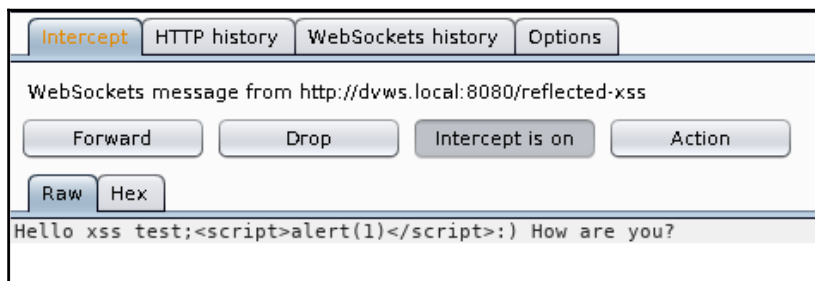 Intercept HTTP history WebSockets history Options
WebSockets message from http://dvws.local:8080/reflected-xss
Forward Drop Intercept is on Action
Raw Hex
Hello xss test;<script>alert(1)</script>:) How are you?